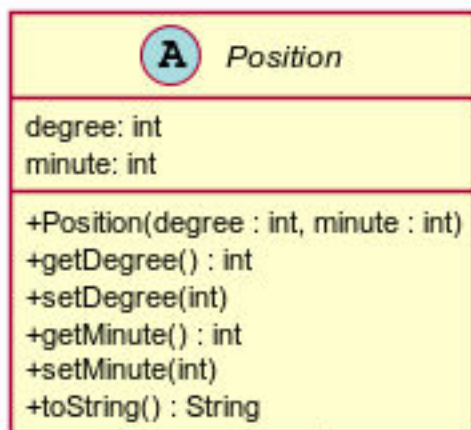 A Position
degree: int
minute: int
+Position(degree : int, minute : int)
+getDegree() : int
+setDegree(int)
+getMinute() : int
+setMinute(int)
+toString() : String